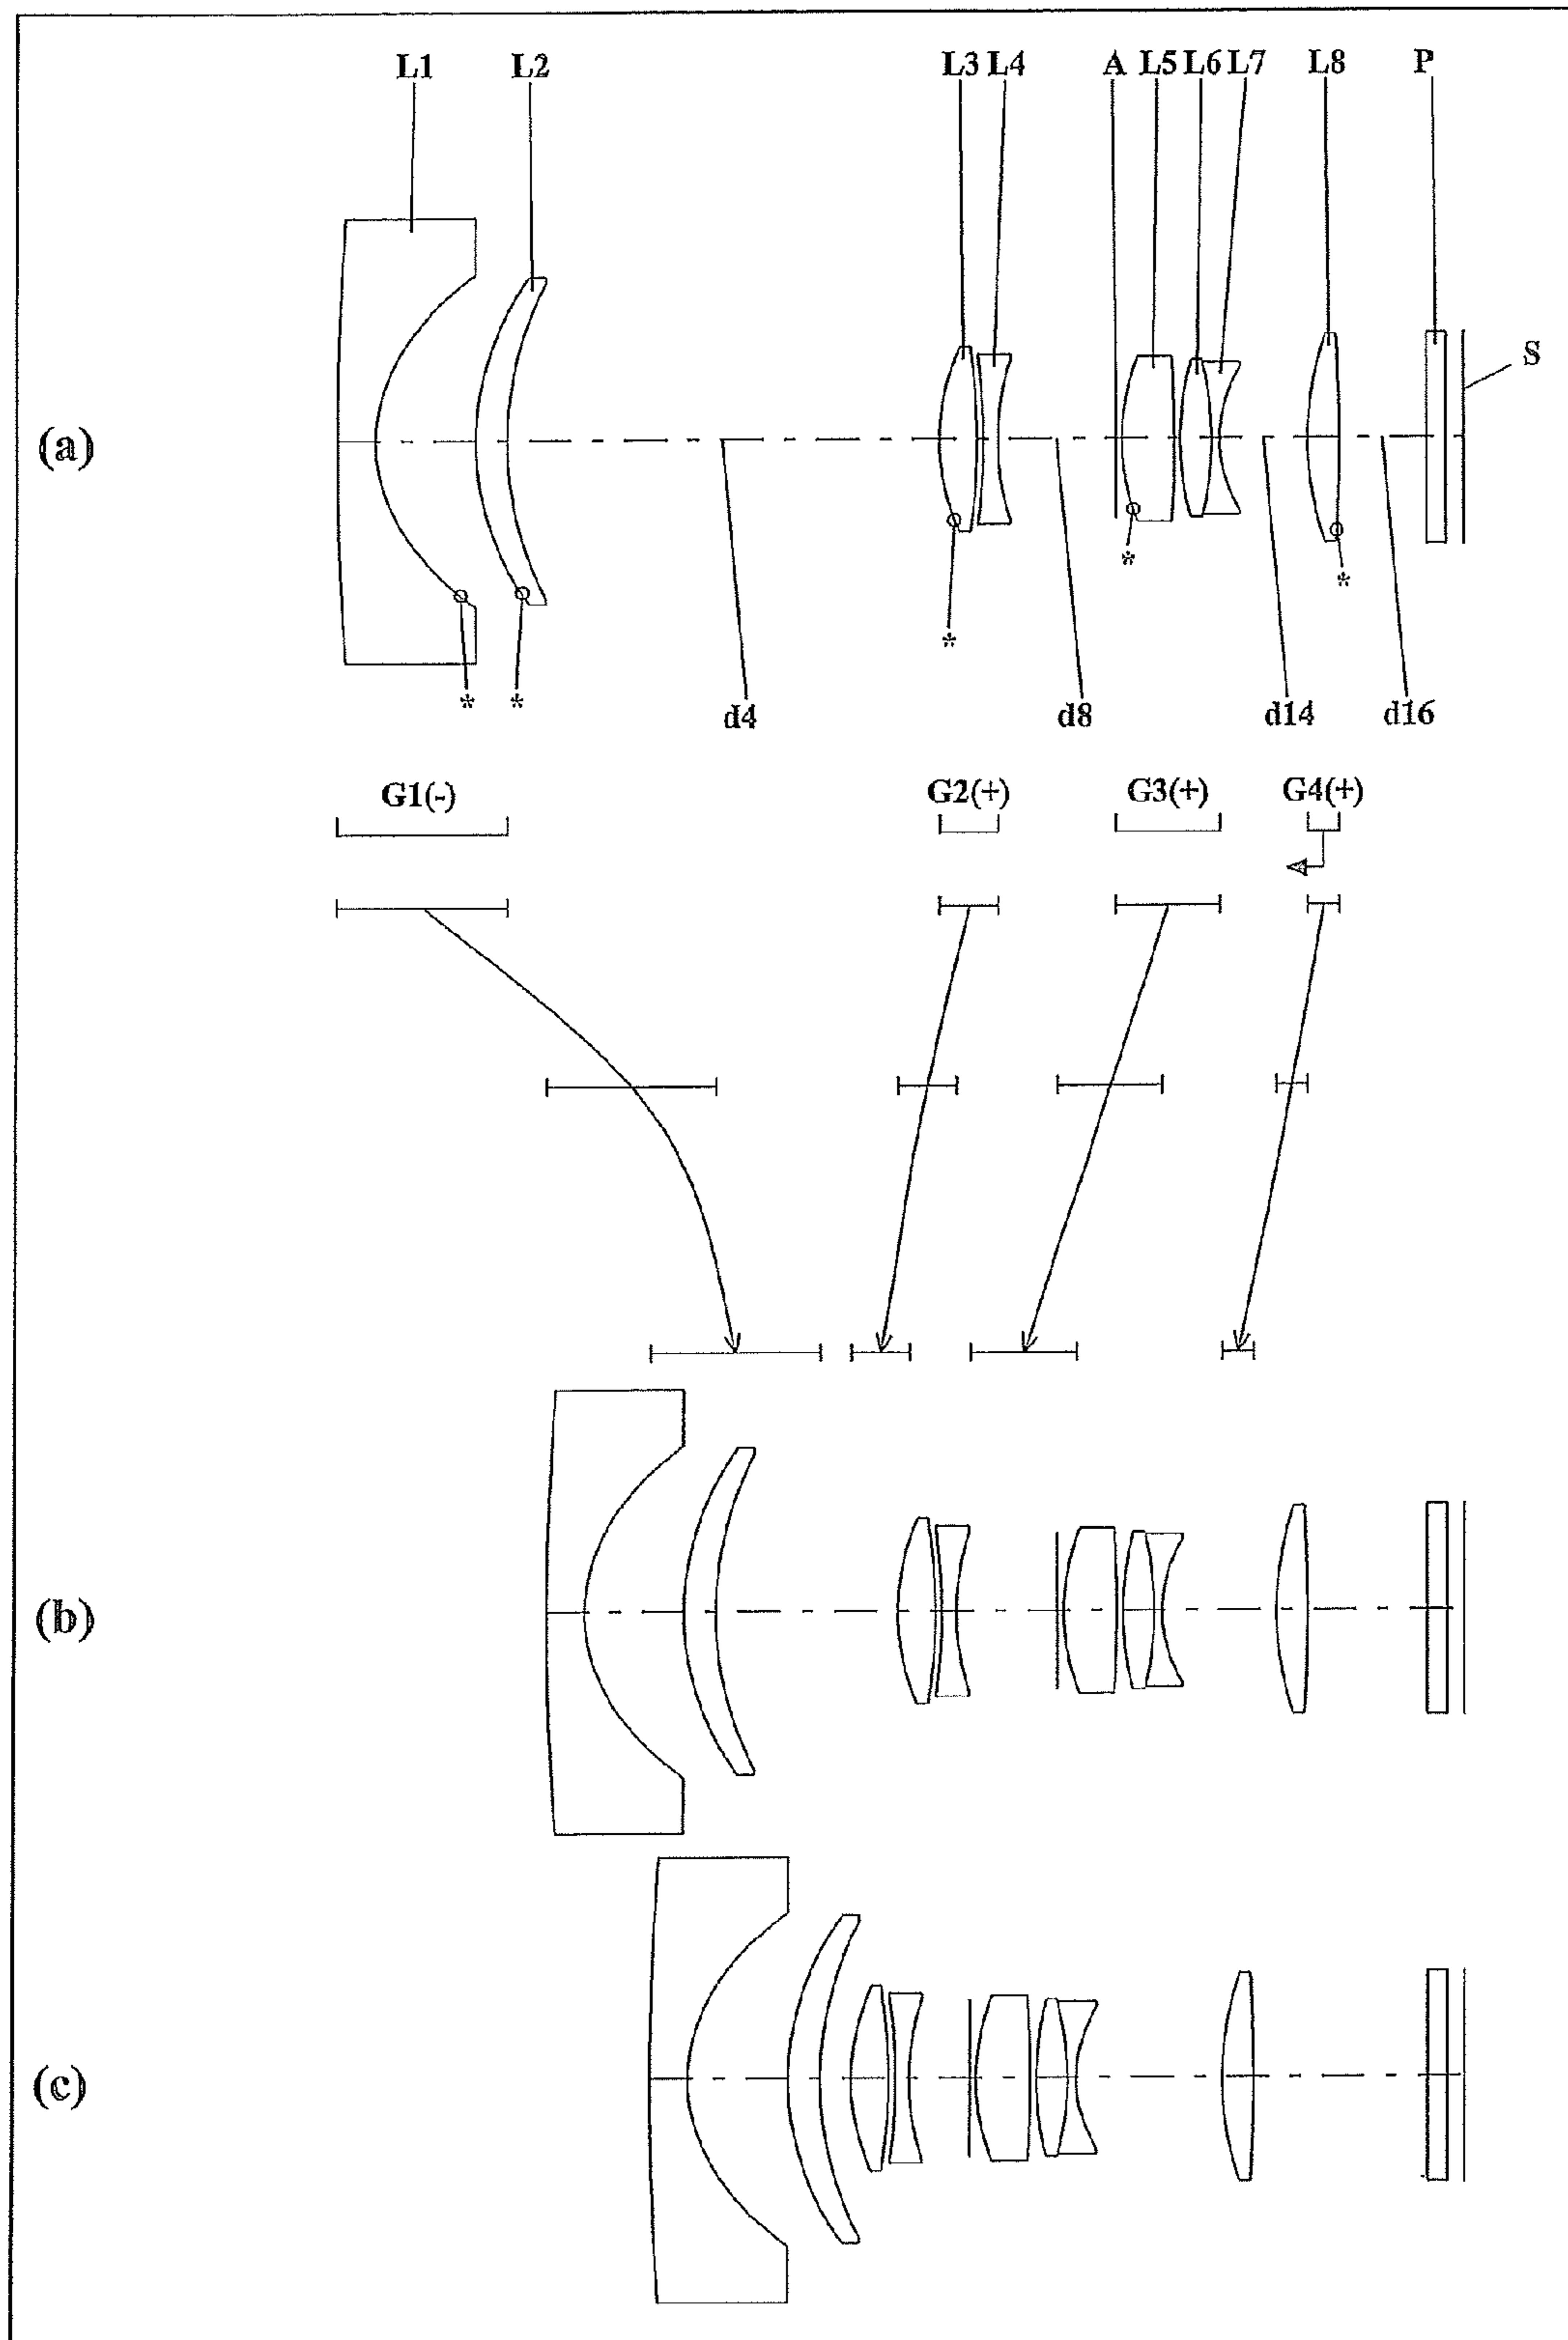 L1 L2 L3 L4 A L5 L6 L7 L8 P
S
(a)
*
*
*
* *
d4 d8 d14 d16
G1(-) G2(+) G3(+) G4(+)
(b)
(c)